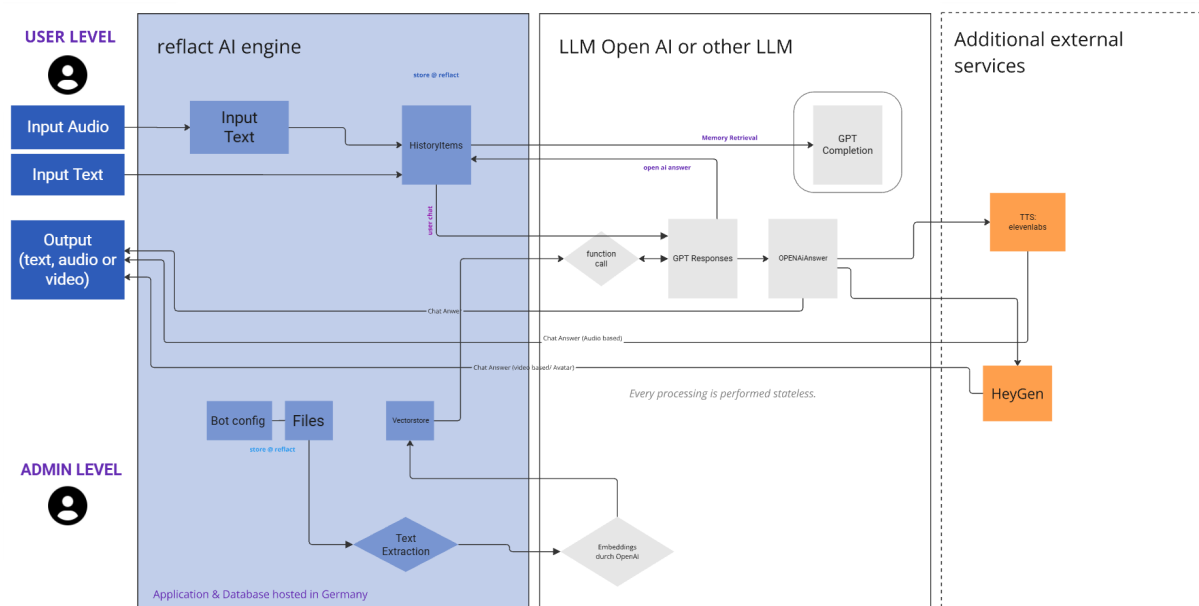 USER LEVEL
reflact AI engine
LLM Open AI or other LLM
Additional external
services
store @ reflact
Input Audio
Input
Text
HistoryItems
Memory Retrieval
GPT
Completion
open ai answer
Input Text
user chat
TTS:
elevenlabs
Output
(text, audio or
video)
function
call
GPT Responses
OPENAiAnswer
Chat Anwe
Chat Answer (Audio based)
Chat Answer (video based/ Avatar)
Every processing is performed stateless.
HeyGen
Bot config
Files
Vectorstore
store @ reflact
ADMIN LEVEL
Text
Extraction
Embeddings
durch OpenAi
Application & Database hosted in Germany